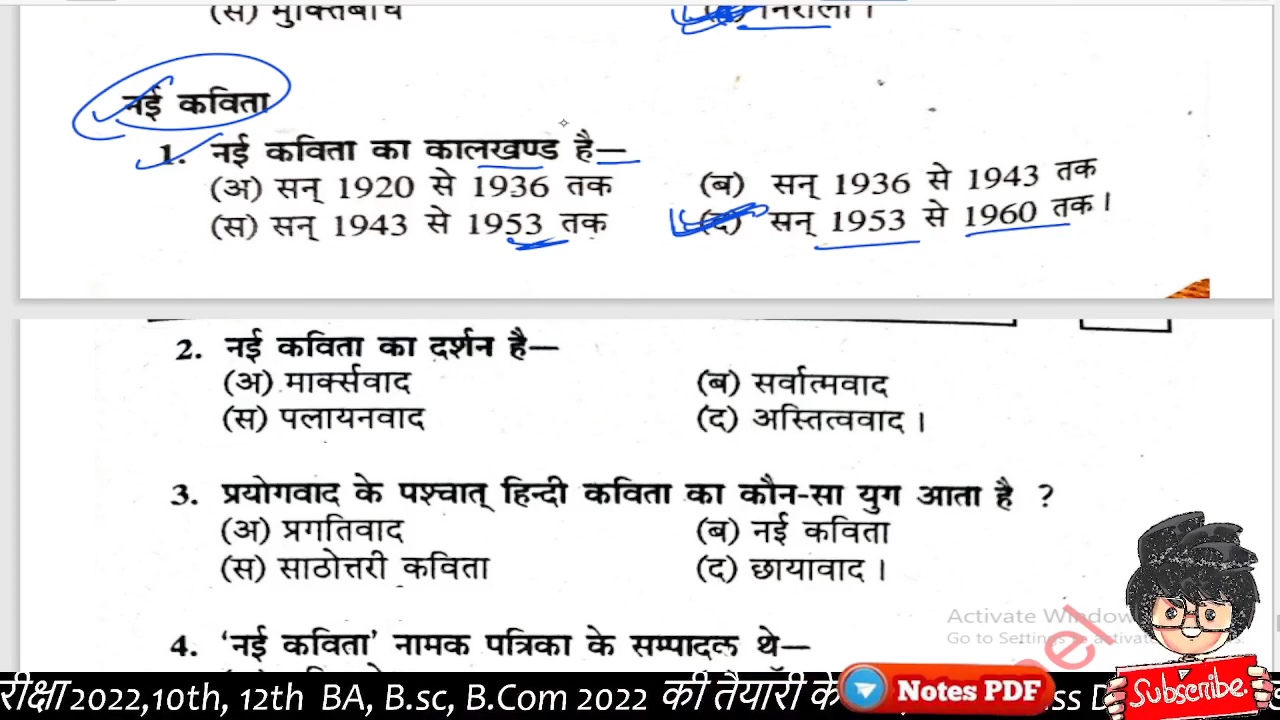 (स) मुक्तिबोध निराला।
नई कविता
1. नई कविता का कालखण्ड है—
(अ) सन् 1920 से 1936 तक (ब) सन् 1936 से 1943 तक
(स) सन् 1943 से 1953 तक (द) सन् 1953 से 1960 तक।
2. नई कविता का दर्शन है—
(अ) मार्क्सवाद (ब) सर्वात्मवाद
(स) पलायनवाद (द) अस्तित्ववाद।
3. प्रयोगवाद के पश्चात् हिन्दी कविता का कौन-सा युग आता है ?
(अ) प्रगतिवाद (ब) नई कविता
(स) साठोत्तरी कविता (द) छायावाद।
Activate Window
Go to Settings activat
4. 'नई कविता' नामक पत्रिका के सम्पादक थे—
रीक्षा 2022,10th, 12th BA, B.sc, B.Com 2022 की तैयारी के
Notes PDF
Subscribe.